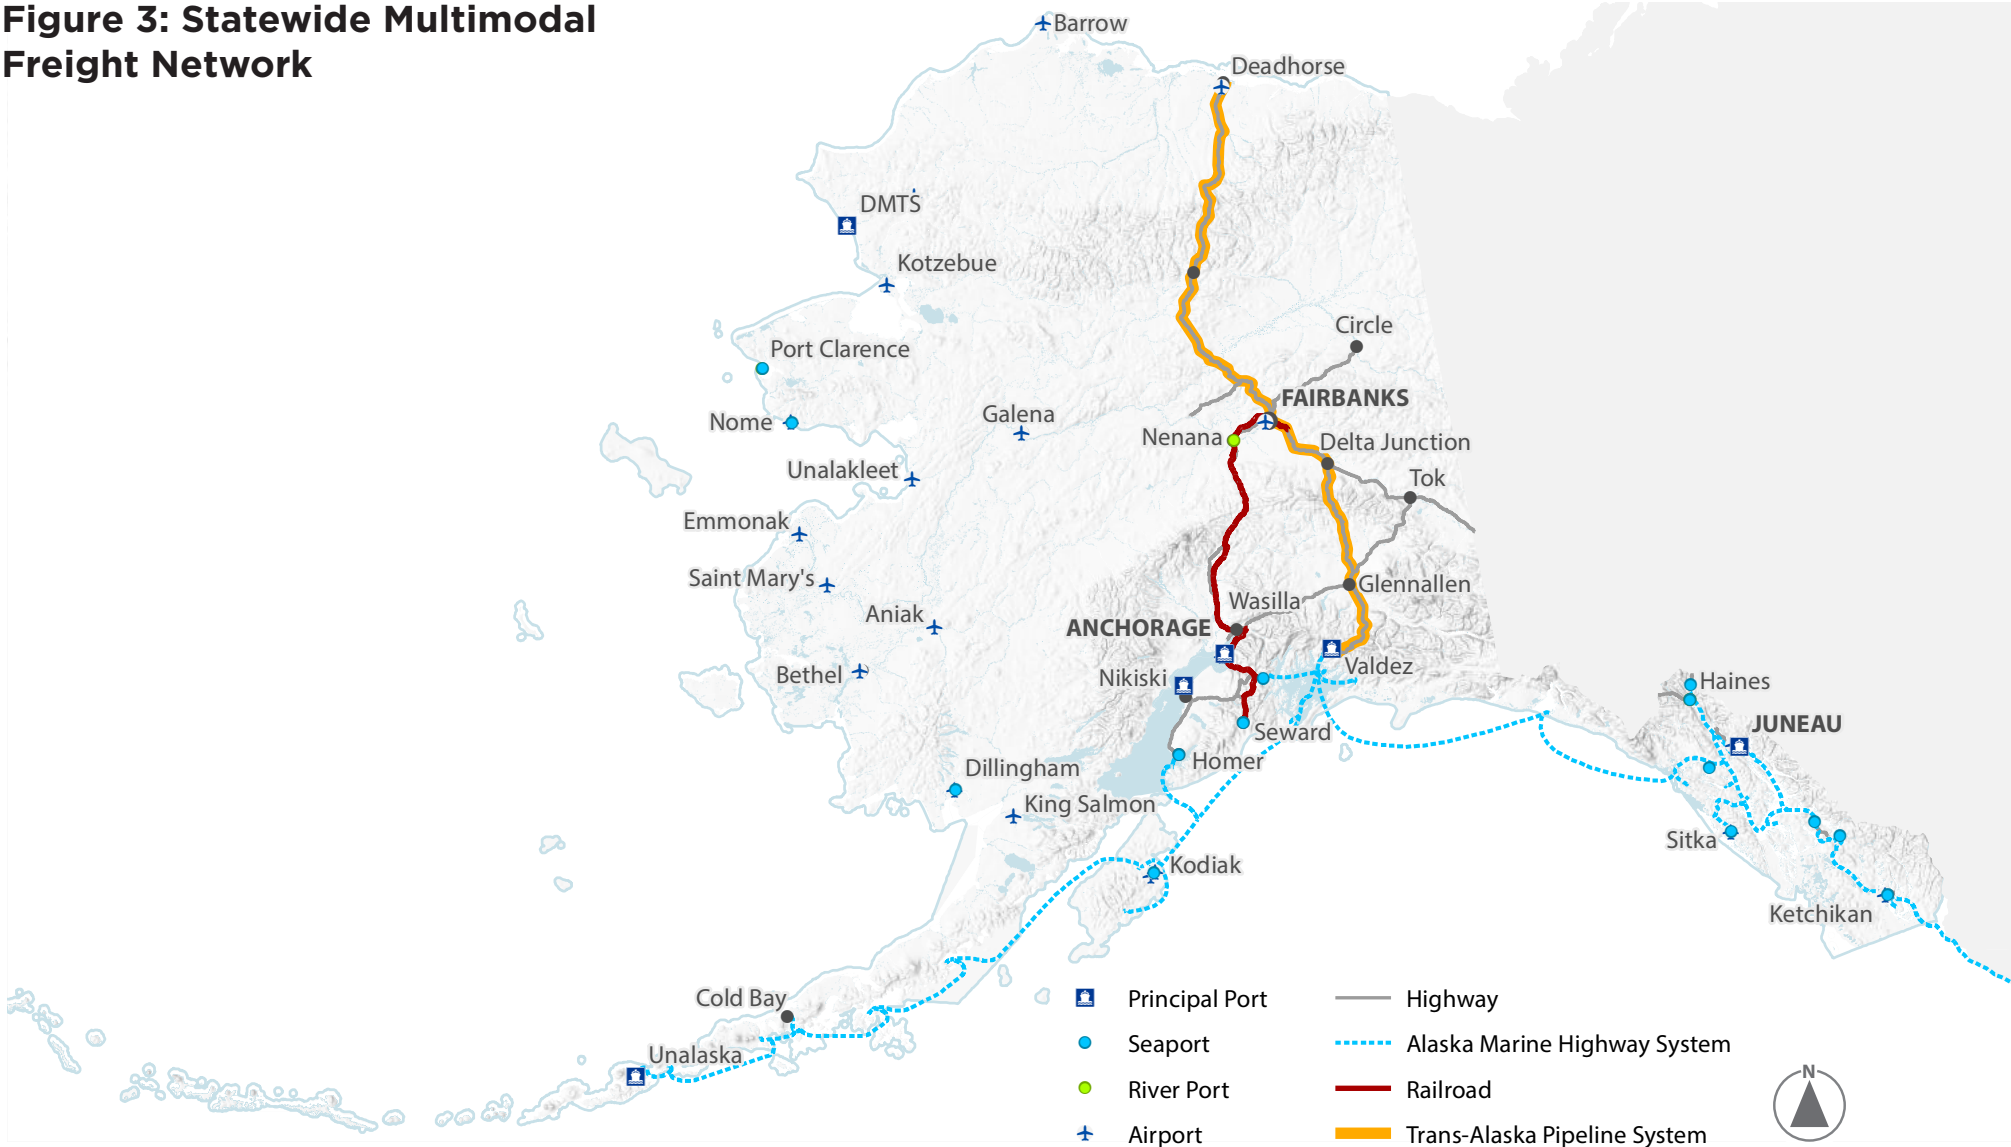 Figure 3: Statewide Multimodal
Freight Network
Barrow
Deadhorse
DMTS
Kotzebue
Circle
Port Clarence
FAIRBANKS
Nome
Galena
Nenana
Delta Junction
Unalakleet
Tok
Emmonak
Saint Mary's
Glennallen
Wasilla
Aniak
ANCHORAGE
Bethel
Nikiski
Valdez
Haines
JUNEAU
Seward
Homer
Dillingham
King Salmon
Sitka
Kodiak
Ketchikan
Cold Bay
Unalaska
Principal Port
Seaport
River Port
Airport
Highway
Alaska Marine Highway System
Railroad
Trans-Alaska Pipeline System
N